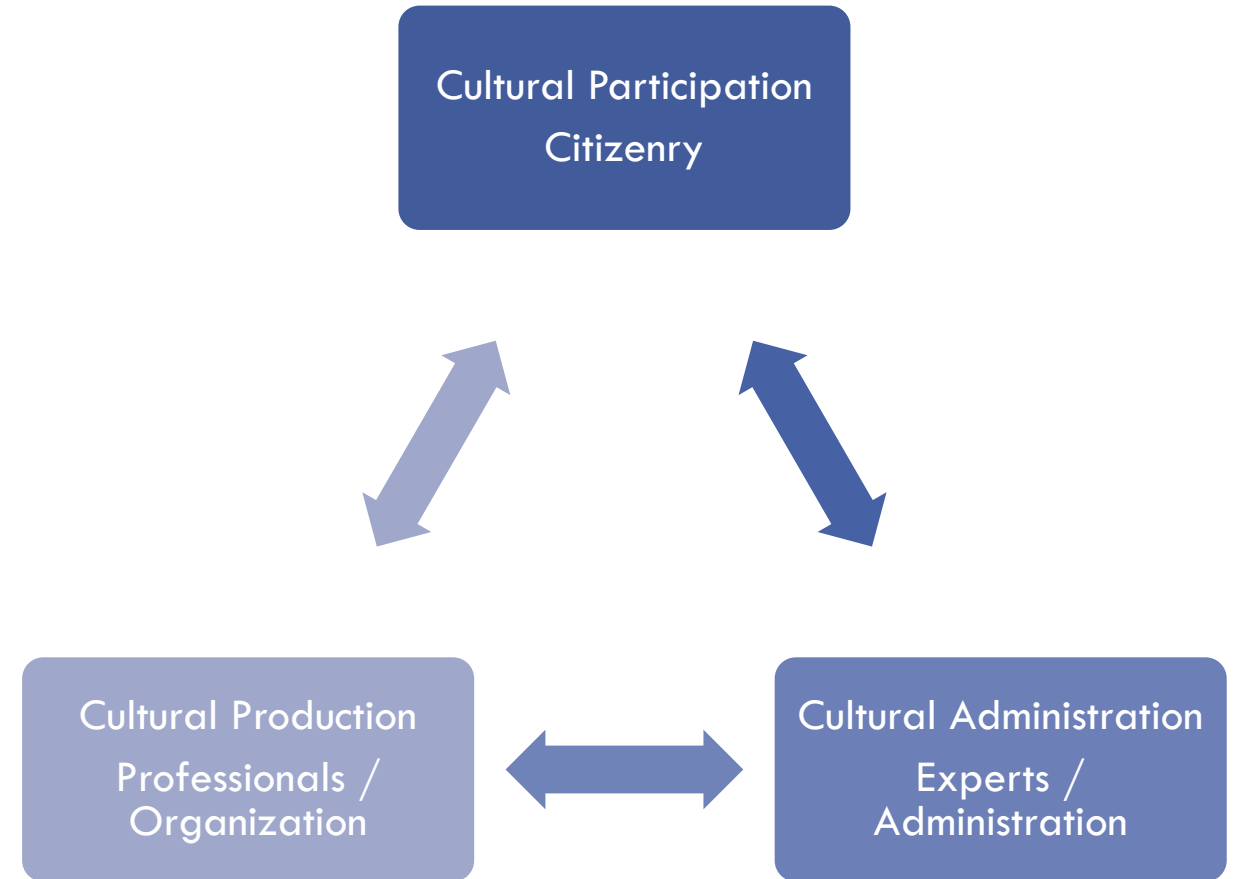 Cultural Participation
Citizenry
Cultural Production
Professionals /
Organization
Cultural Administration
Experts /
Administration